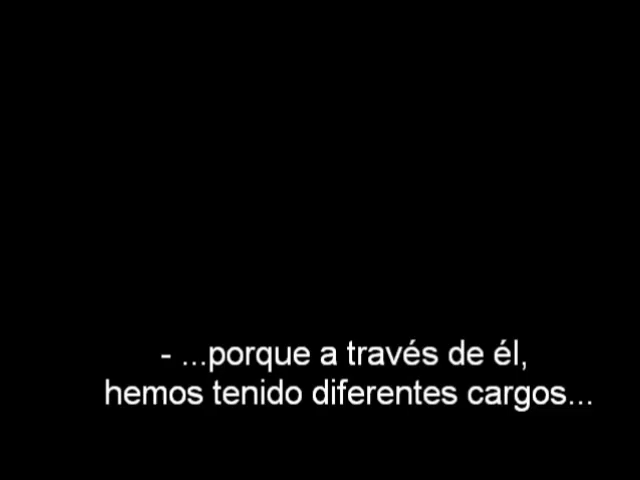 - ...porque a través de él,
hemos tenido diferentes cargos...